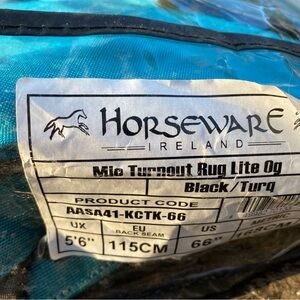 HORSEWARE
IRELAND
Mio Turnout Rug Lite 0g
Black/Turq
PRODUCT CODE
AASA41-KCTK-66
UK EU US
BACK SEAM
5'6" 115CM 66"